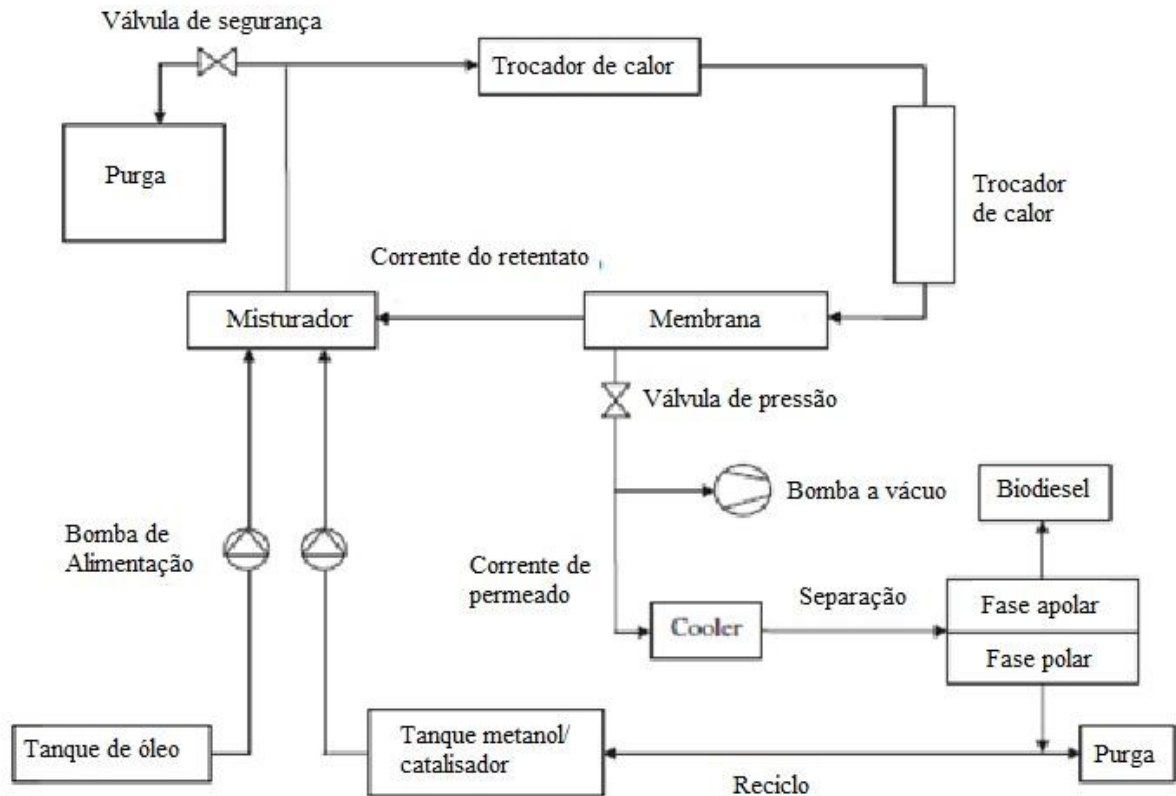 Válvula de segurança
Trocador de calor
Purga
Trocador
de calor
Corrente do retentato
Misturador
Membrana
Válvula de pressão
Bomba a vácuo
Biodiesel
Bomba de
Alimentação
Corrente de
permeado
Separação
Fase apolar
Cooler
Fase polar
Tanque de óleo
Tanque metanol/
catalisador
Purga
Reciclo